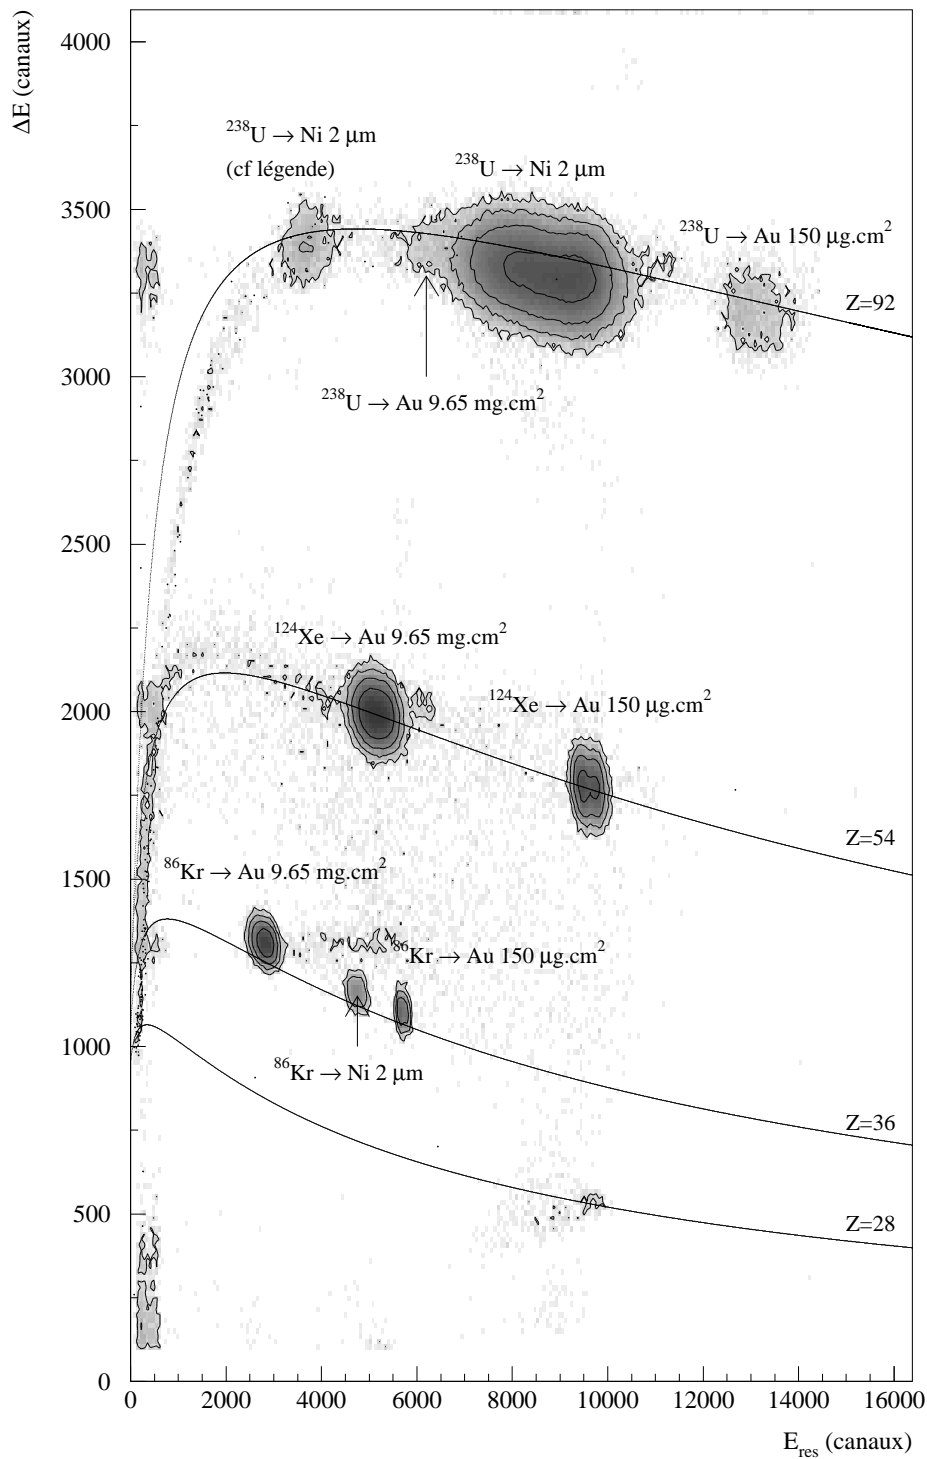 ΔE (canaux)
4000
3500
3000
2500
2000
1500
1000
500
0
²³⁸U → Ni 2 μm
(cf légende)
²³⁸U → Ni 2 μm
²³⁸U → Au 150 μg.cm²
Z=92
²³⁸U → Au 9.65 mg.cm²
¹²⁴Xe → Au 9.65 mg.cm²
¹²⁴Xe → Au 150 μg.cm²
Z=54
⁸⁶Kr → Au 9.65 mg.cm²
⁸⁶Kr → Au 150 μg.cm²
⁸⁶Kr → Ni 2 μm
Z=36
Z=28
0 2000 4000 6000 8000 10000 12000 14000 16000
E_res (canaux)